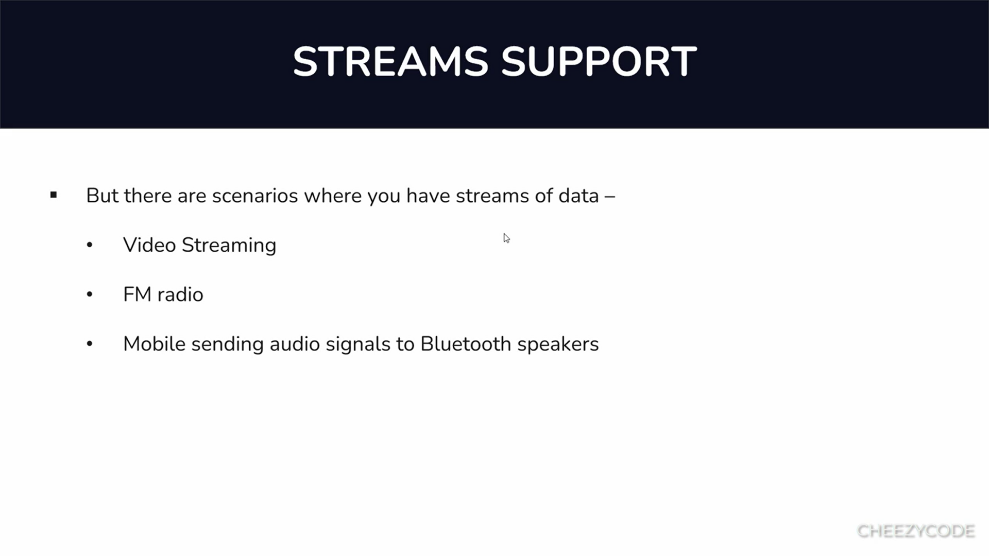 STREAMS SUPPORT
▪ But there are scenarios where you have streams of data –
• Video Streaming
• FM radio
• Mobile sending audio signals to Bluetooth speakers
CHEEZYCODE